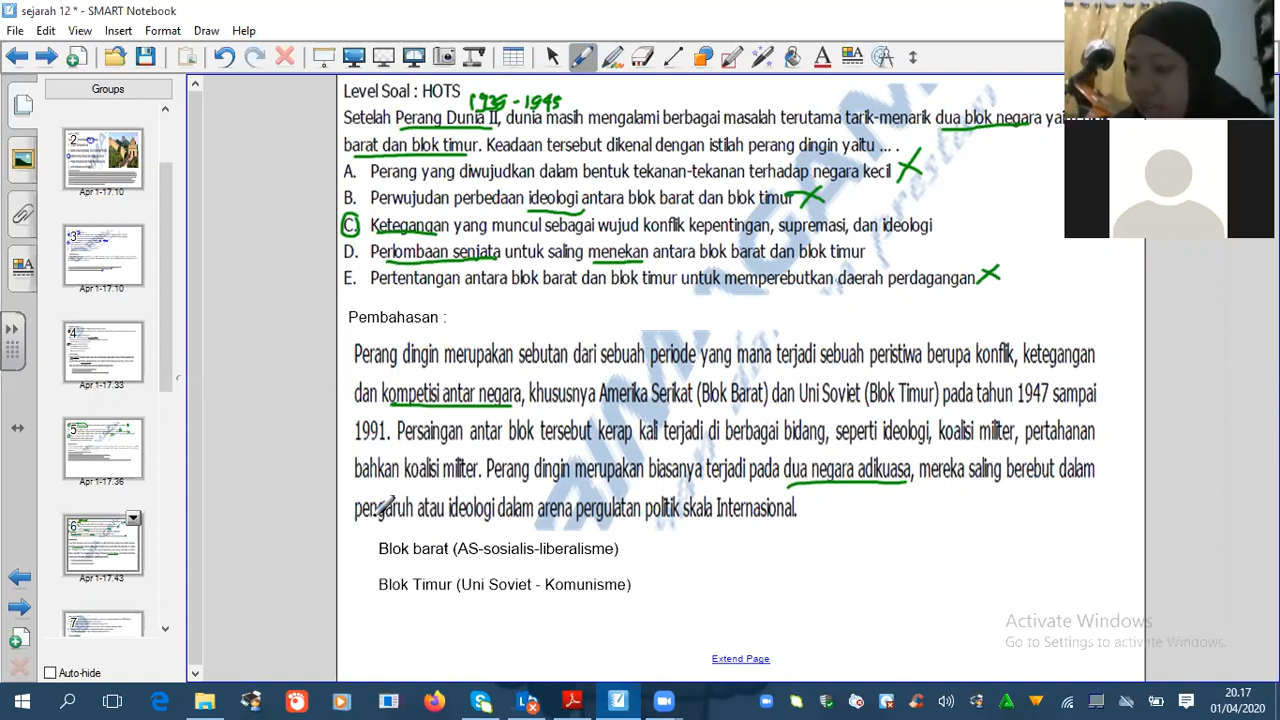 sejarah 12 * - SMART Notebook
File Edit View Insert Format Draw Help
Groups
2
Apr 1-17.10
3
Apr 1-17.10
4
Apr 1-17.33
5
Apr 1-17.36
6
Apr 1-17.43
7
Auto-hide
Level Soal : HOTS
1939 - 1945
Setelah Perang Dunia II, dunia masih mengalami berbagai masalah terutama tarik-menarik dua blok negara
barat dan blok timur. Keadaan tersebut dikenal dengan istilah perang dingin yaitu ... .
A. Perang yang diwujudkan dalam bentuk tekanan-tekanan terhadap negara kecil
B. Perwujudan perbedaan ideologi antara blok barat dan blok timur
C. Ketegangan yang muncul sebagai wujud konflik kepentingan, supremasi, dan ideologi
D. Perlombaan senjata untuk saling menekan antara blok barat dan blok timur
E. Pertentangan antara blok barat dan blok timur untuk memperebutkan daerah perdagangan
Pembahasan :
Perang dingin merupakan sebutan dari sebuah periode yang mana terjadi sebuah peristiwa berupa konflik, ketegangan
dan kompetisi antar negara, khususnya Amerika Serikat (Blok Barat) dan Uni Soviet (Blok Timur) pada tahun 1947 sampai
1991. Persaingan antar blok tersebut kerap kali terjadi di berbagai bidang, seperti ideologi, koalisi militer, pertahanan
bahkan koalisi militer. Perang dingin merupakan biasanya terjadi pada dua negara adikuasa, mereka saling berebut dalam
pengaruh atau ideologi dalam arena pergulatan politik skala Internasional.
Blok barat (AS-sosialis-liberalisme)
Blok Timur (Uni Soviet - Komunisme)
Activate Windows
Go to Settings to activate Windows.
Extend Page
20.17
01/04/2020